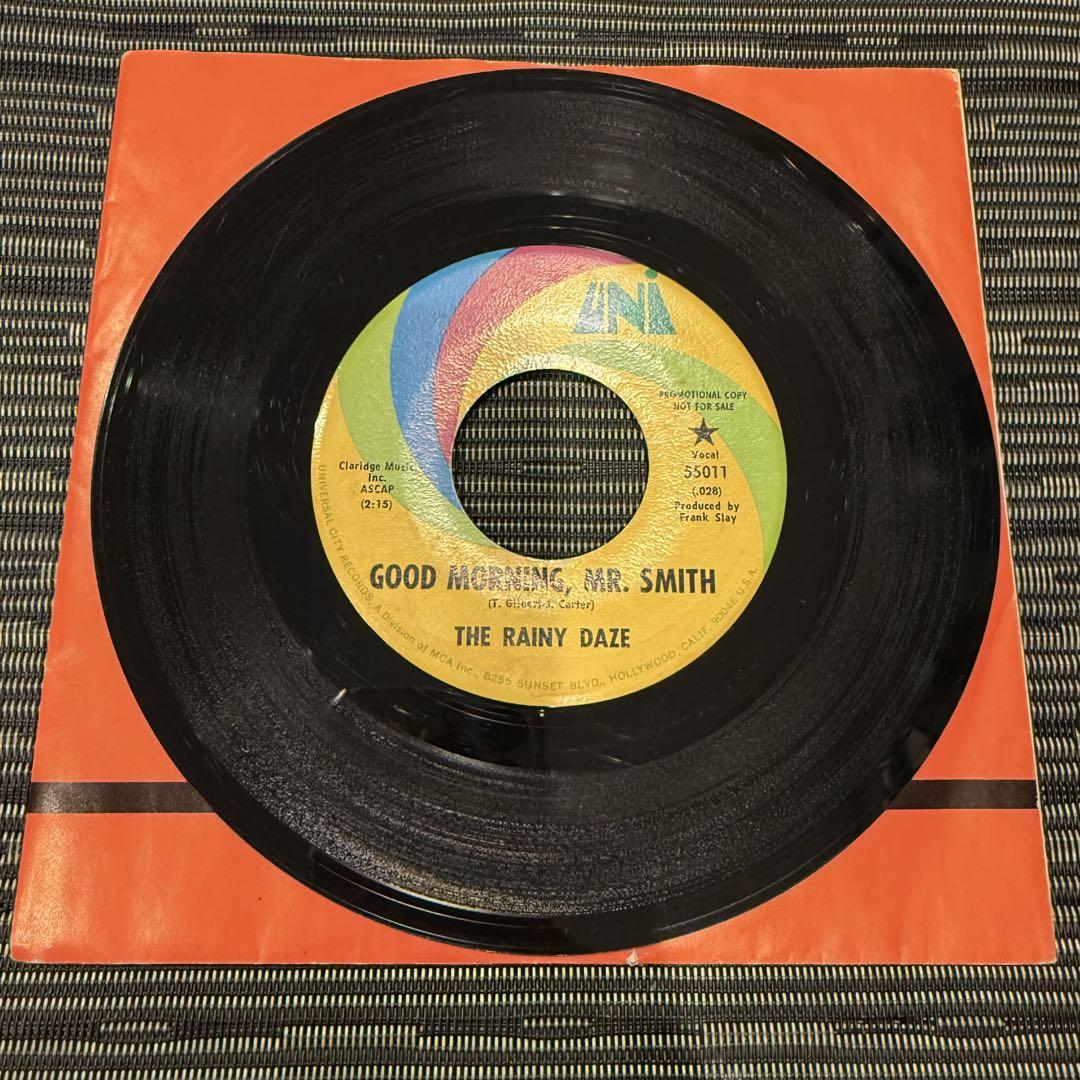 UNI
PROMOTIONAL COPY
NOT FOR SALE
Vocal
55011
(.028)
Produced by
Frank Slay
Claridge Music,
Inc.
ASCAP
(2:15)
GOOD MORNING, MR. SMITH
(T. Carter)
THE RAINY DAZE
UNIVERSAL CITY RECORDS, A Division of MCA Inc., 8255 SUNSET BLVD., HOLLYWOOD, CALIF. U.S.A.